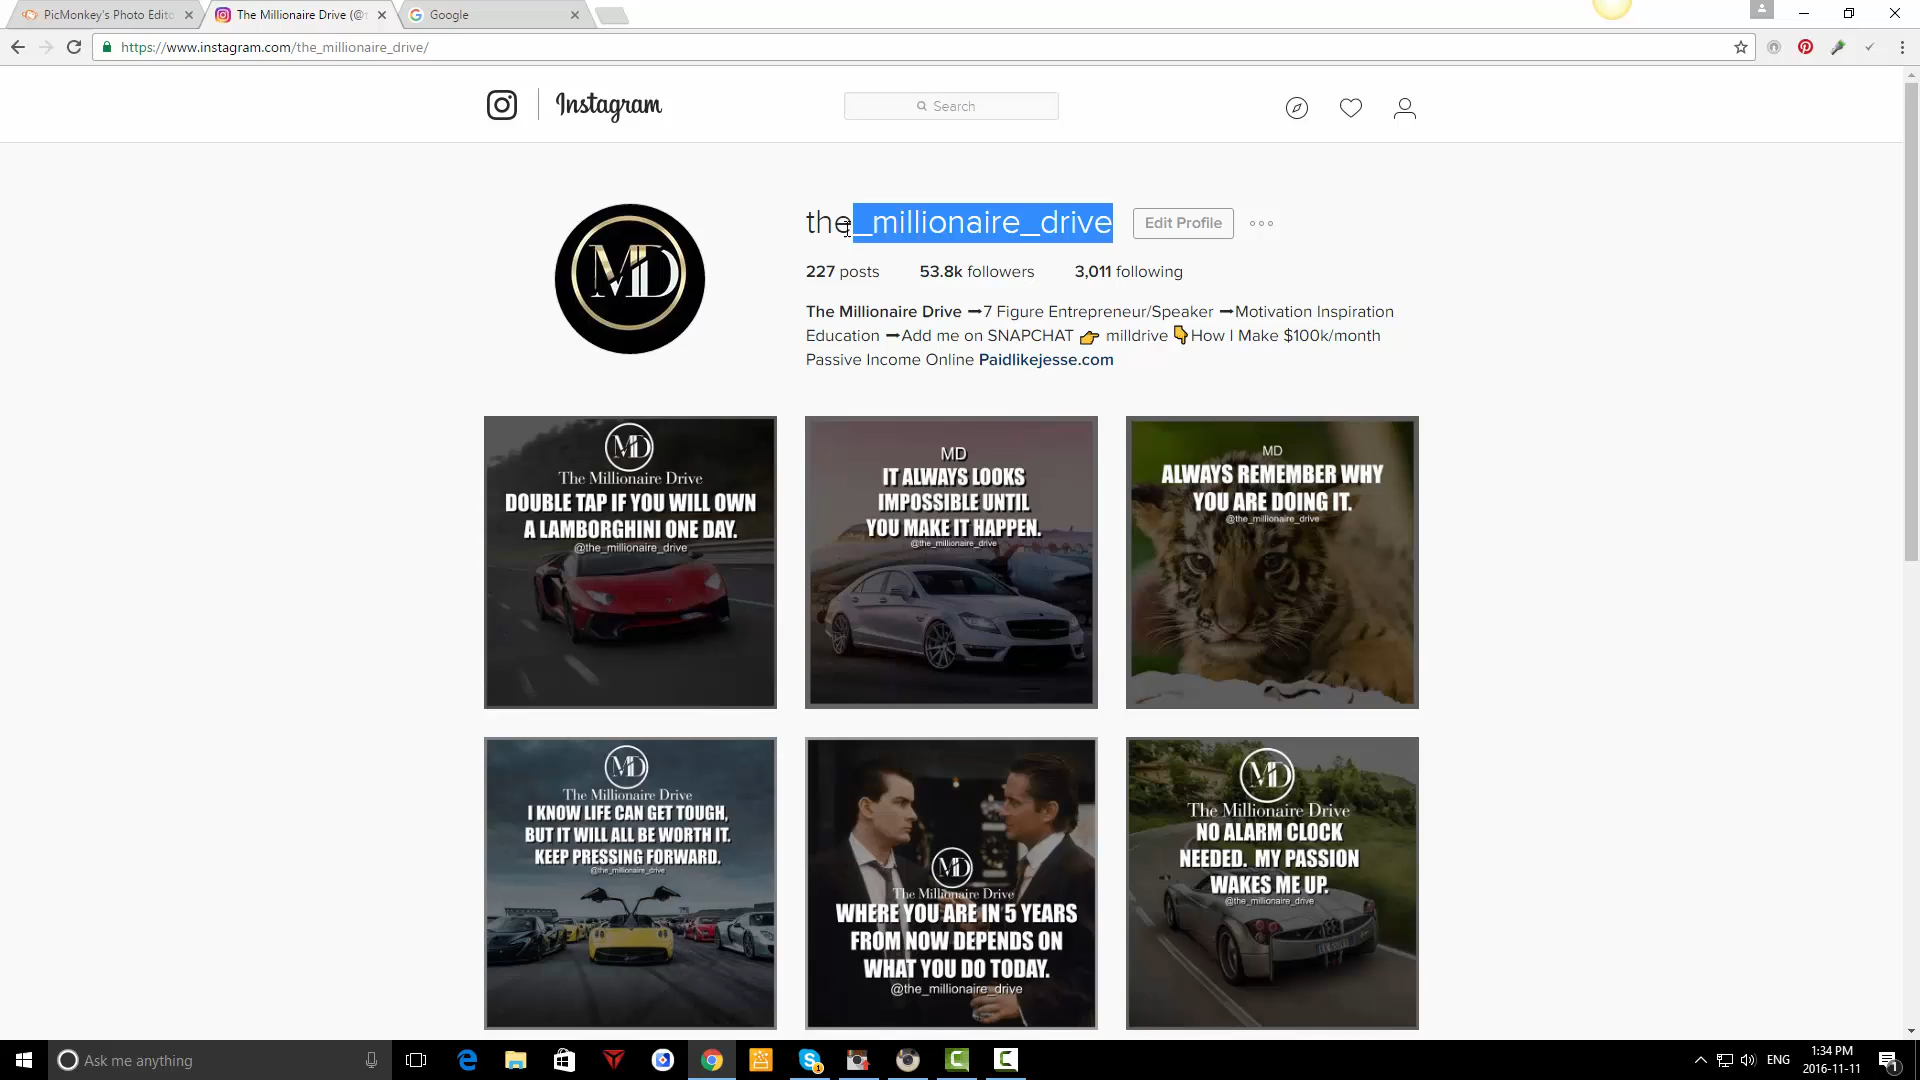 PicMonkey's Photo Edito
The Millionaire Drive (@t
Google
https://www.instagram.com/the_millionaire_drive/
Instagram
Search
the_millionaire_drive
Edit Profile
227 posts
53.8k followers
3,011 following
The Millionaire Drive ➡7 Figure Entrepreneur/Speaker ➡Motivation Inspiration
Education ➡Add me on SNAPCHAT 👉 milldrive 👇How I Make $100k/month
Passive Income Online Paidlikejesse.com
MD
MD
The Millionaire Drive
DOUBLE TAP IF YOU WILL OWN
A LAMBORGHINI ONE DAY.
@the_millionaire_drive
MD
IT ALWAYS LOOKS
IMPOSSIBLE UNTIL
YOU MAKE IT HAPPEN.
@the_millionaire_drive
MD
ALWAYS REMEMBER WHY
YOU ARE DOING IT.
@the_millionaire_drive
MD
The Millionaire Drive
I KNOW LIFE CAN GET TOUGH,
BUT IT WILL ALL BE WORTH IT.
KEEP PRESSING FORWARD.
@the_millionaire_drive
MD
The Millionaire Drive
WHERE YOU ARE IN 5 YEARS
FROM NOW DEPENDS ON
WHAT YOU DO TODAY.
@the_millionaire_drive
MD
The Millionaire Drive
NO ALARM CLOCK
NEEDED. MY PASSION
WAKES ME UP.
@the_millionaire_drive
Ask me anything
ENG
1:34 PM
2016-11-11
1